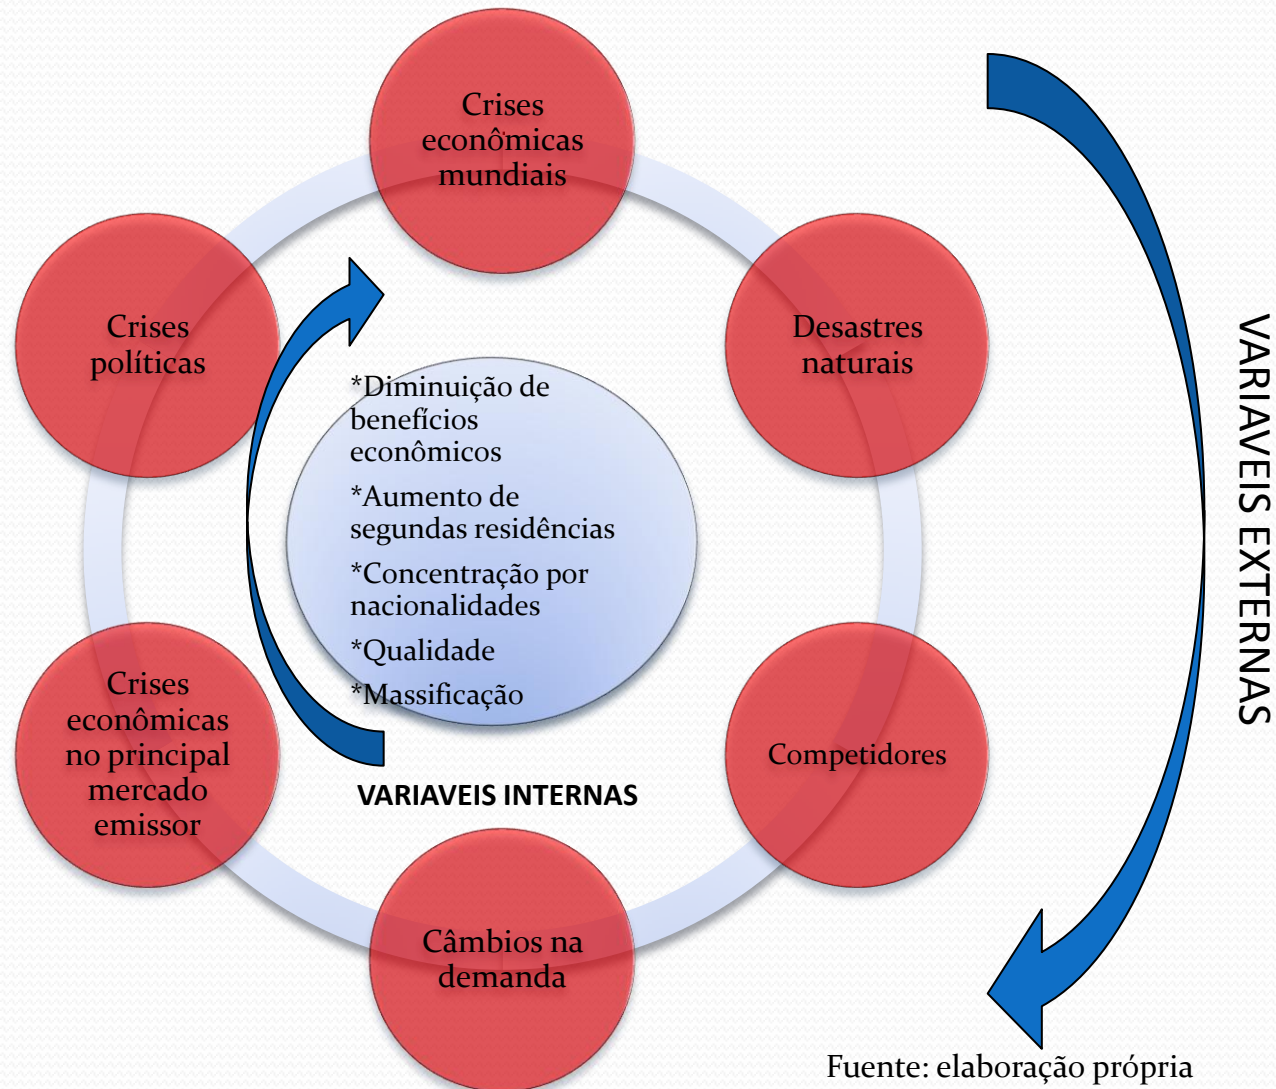 Crises
econômicas
mundiais
Desastres
naturais
Competidores
Câmbios na
demanda
Crises
econômicas
no principal
mercado
emissor
Crises
políticas
*Diminuição de
benefícios
econômicos
*Aumento de
segundas residências
*Concentração por
nacionalidades
*Qualidade
*Massificação
VARIAVEIS INTERNAS
VARIAVEIS EXTERNAS
Fuente: elaboração própria